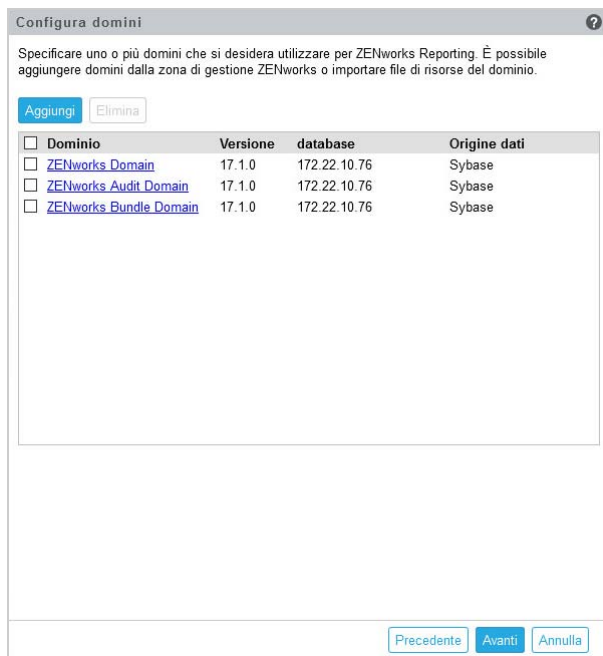 Configura domini ?
Specificare uno o più domini che si desidera utilizzare per ZENworks Reporting. È possibile
aggiungere domini dalla zona di gestione ZENworks o importare file di risorse del dominio.
Aggiungi Elimina
Dominio Versione database Origine dati
ZENworks Domain 17.1.0 172.22.10.76 Sybase
ZENworks Audit Domain 17.1.0 172.22.10.76 Sybase
ZENworks Bundle Domain 17.1.0 172.22.10.76 Sybase
Precedente Avanti Annulla